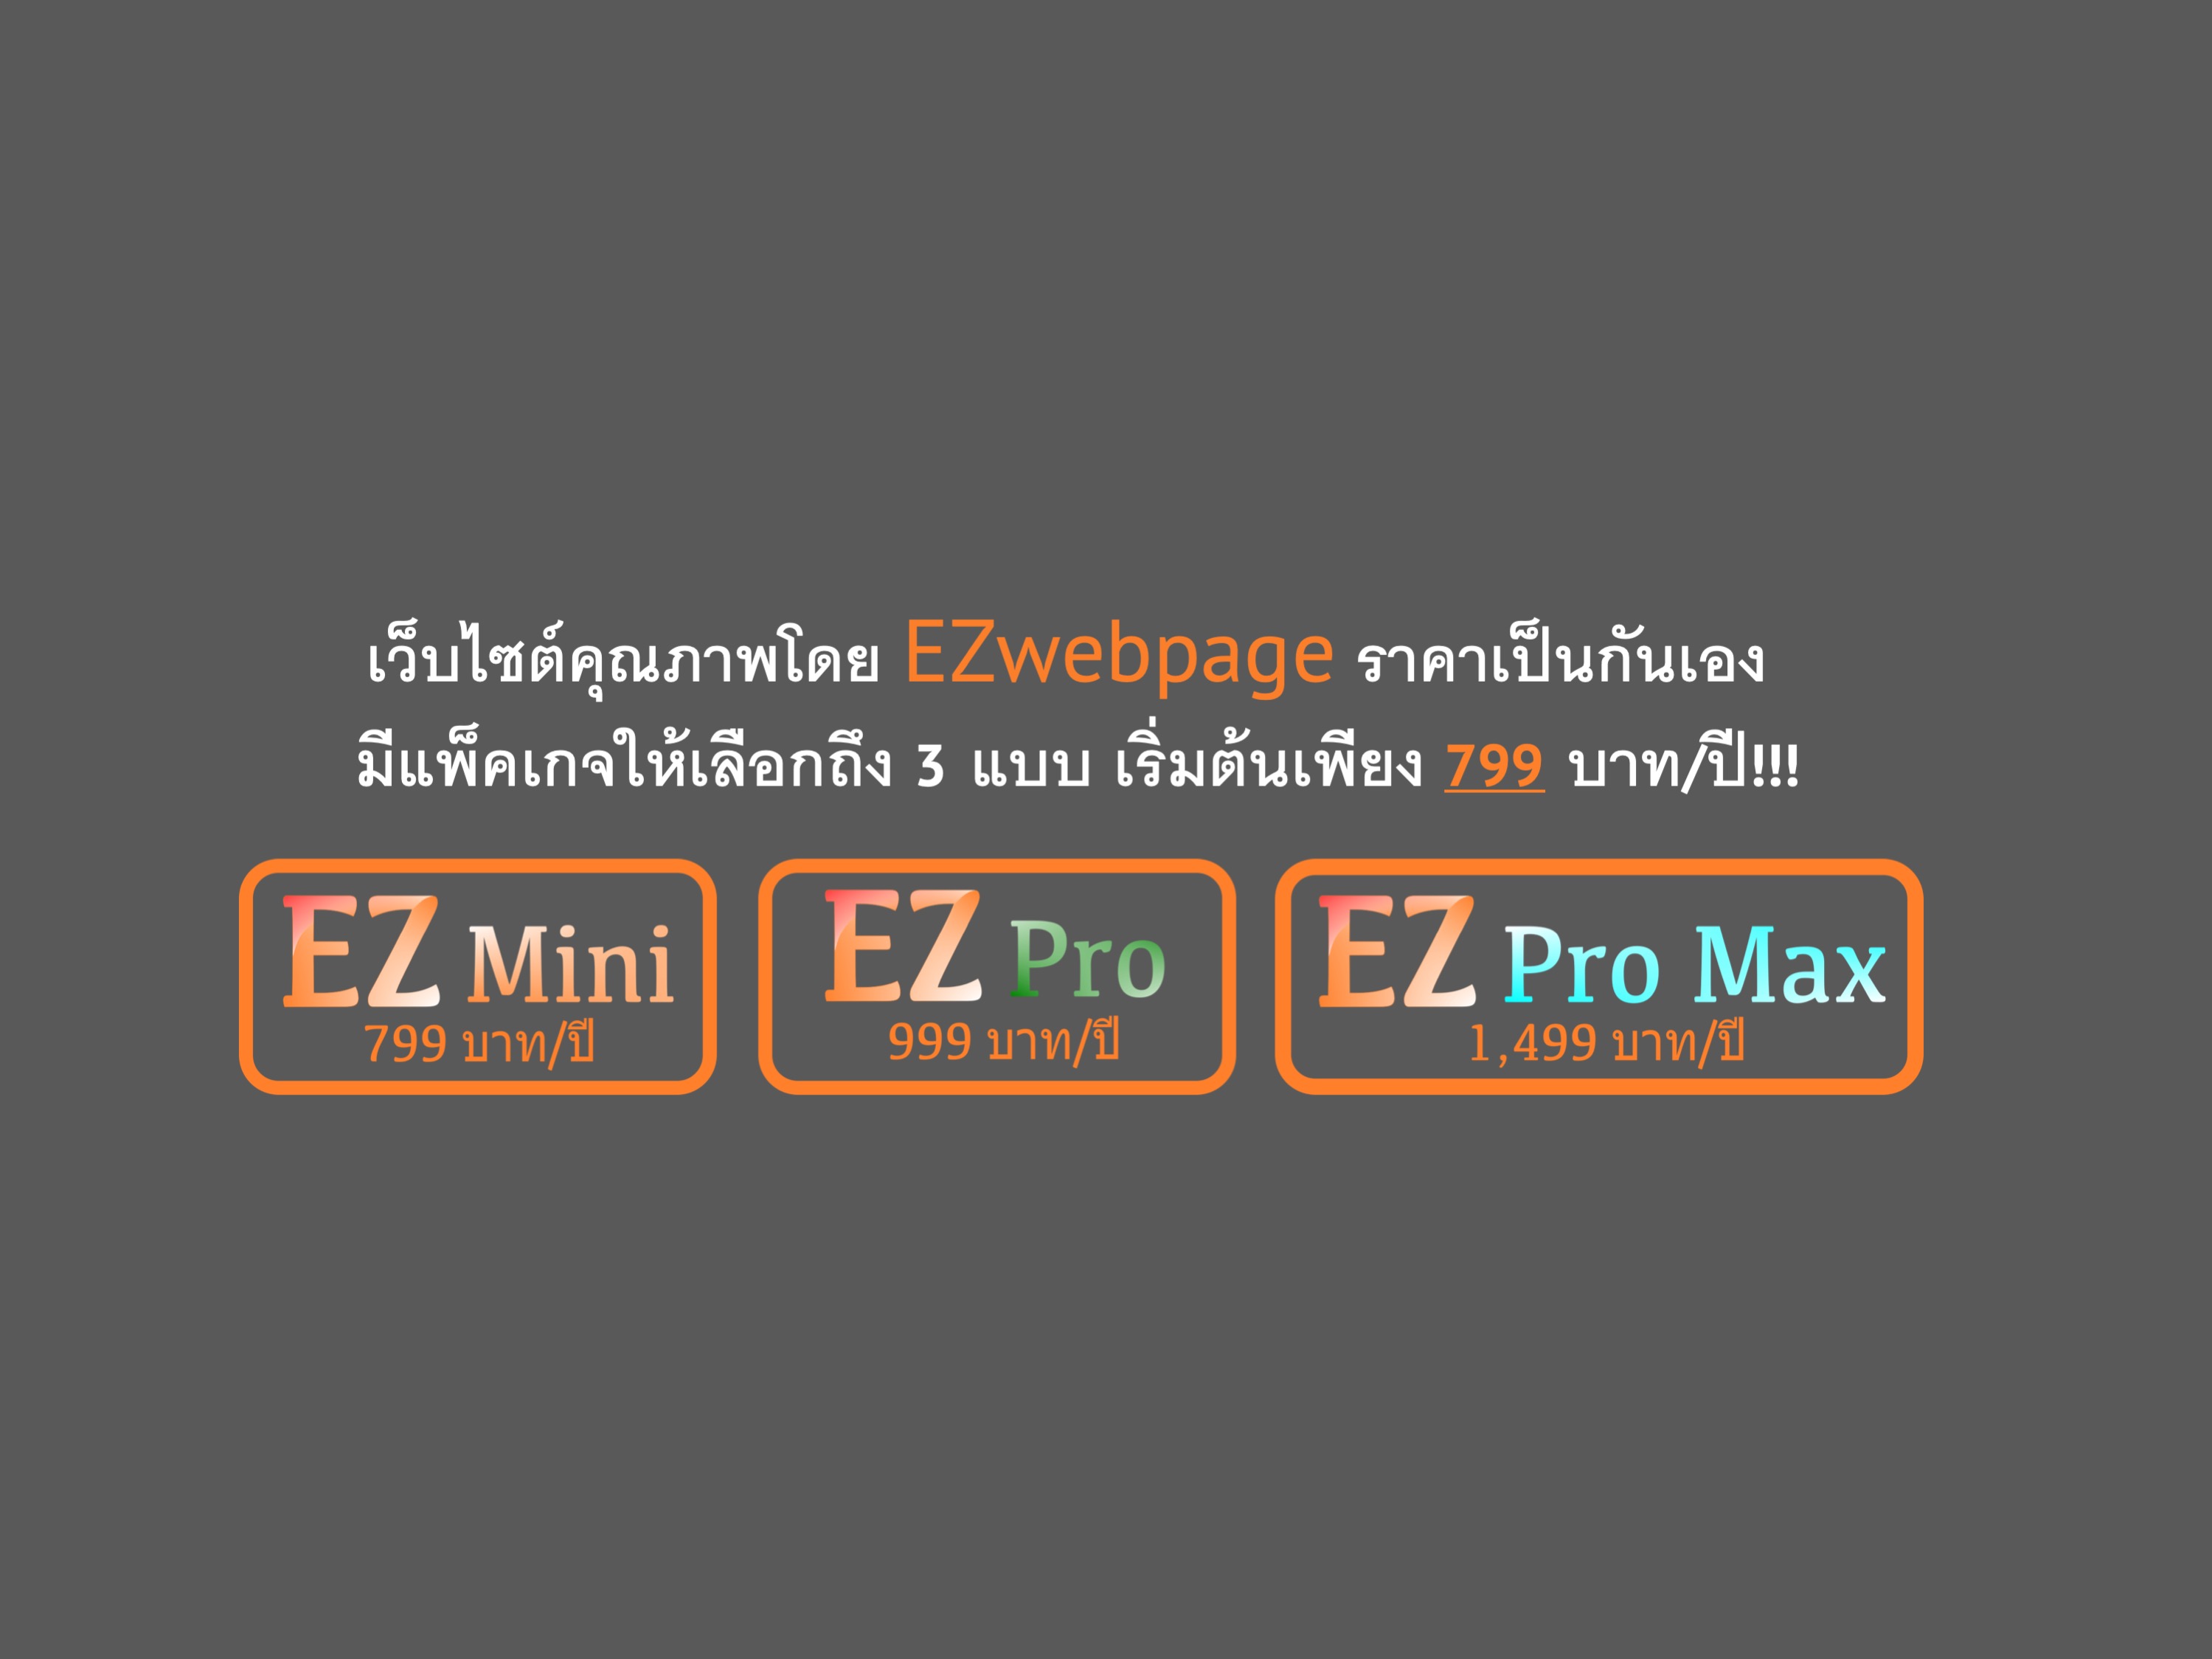 เว็บไซต์คุณภาพโดย EZwebpage ราคาเป็นกันเอง
มีแพ็คเกจให้เลือกถึง 3 แบบ เริ่มต้นเพียง 799 บาท/ปี!!!
EZ Mini
799 บาท/ปี
EZ Pro
999 บาท/ปี
EZ Pro Max
1,499 บาท/ปี